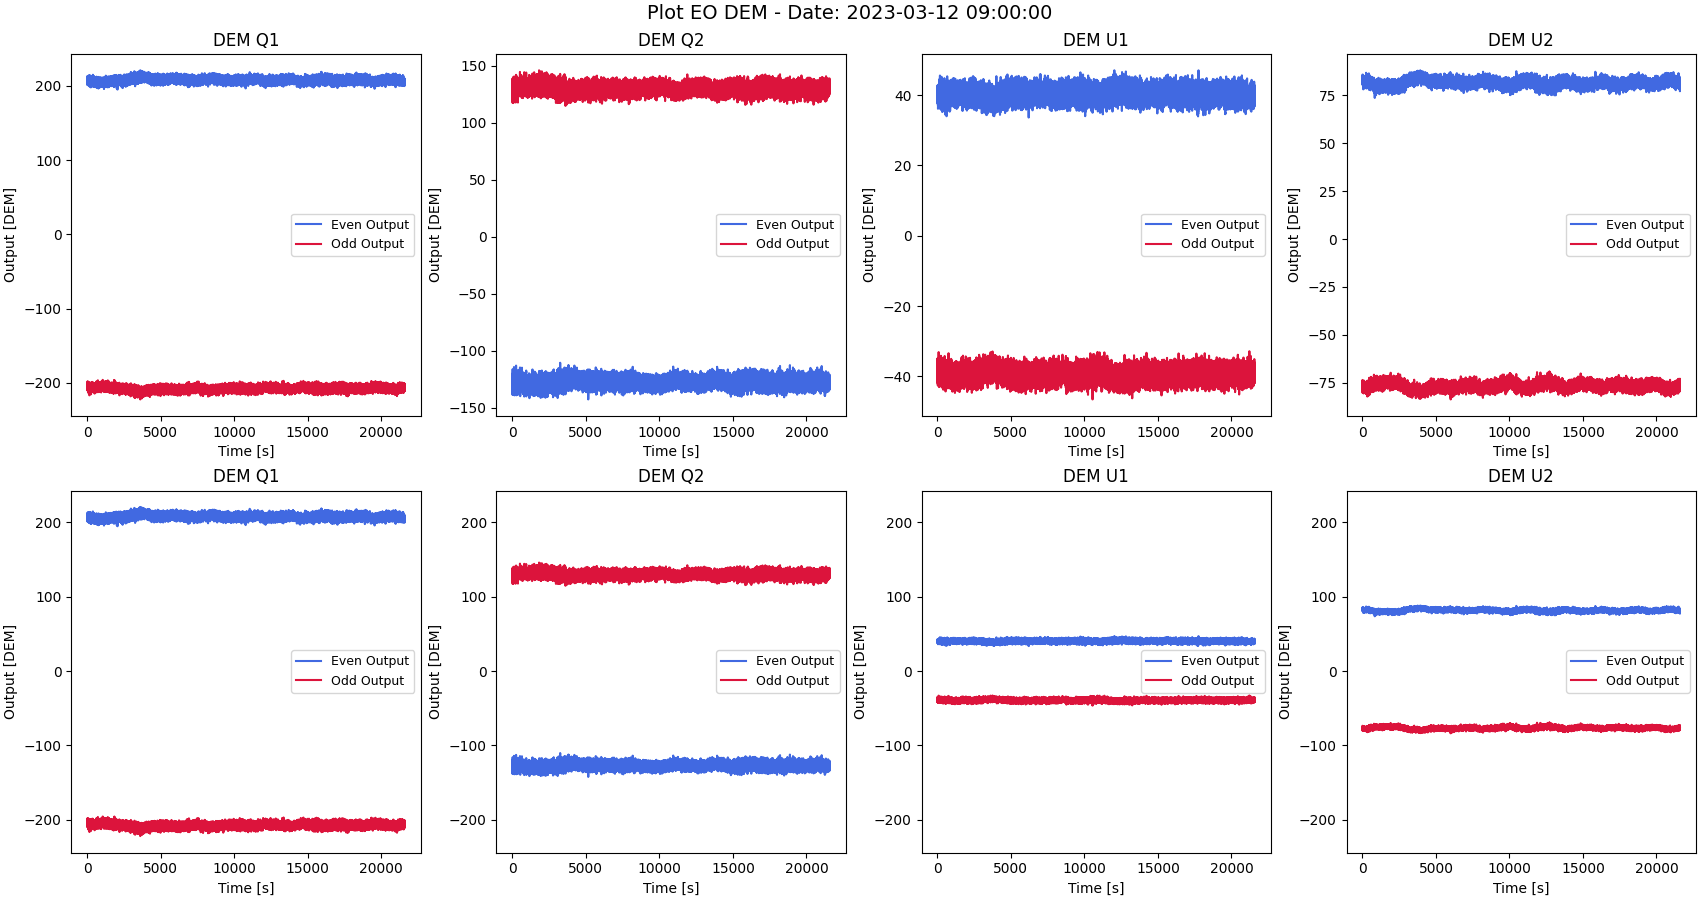 Plot EO DEM - Date: 2023-03-12 09:00:00
DEM Q1
Output [DEM]
200
100
0
−100
−200
0 5000 10000 15000 20000
Time [s]
Even Output
Odd Output
DEM Q2
Output [DEM]
150
100
50
0
−50
−100
−150
0 5000 10000 15000 20000
Time [s]
Even Output
Odd Output
DEM U1
Output [DEM]
40
20
0
−20
−40
0 5000 10000 15000 20000
Time [s]
Even Output
Odd Output
DEM U2
Output [DEM]
75
50
25
0
−25
−50
−75
0 5000 10000 15000 20000
Time [s]
Even Output
Odd Output
DEM Q1
Output [DEM]
200
100
0
−100
−200
0 5000 10000 15000 20000
Time [s]
Even Output
Odd Output
DEM Q2
Output [DEM]
200
100
0
−100
−200
0 5000 10000 15000 20000
Time [s]
Even Output
Odd Output
DEM U1
Output [DEM]
200
100
0
−100
−200
0 5000 10000 15000 20000
Time [s]
Even Output
Odd Output
DEM U2
Output [DEM]
200
100
0
−100
−200
0 5000 10000 15000 20000
Time [s]
Even Output
Odd Output